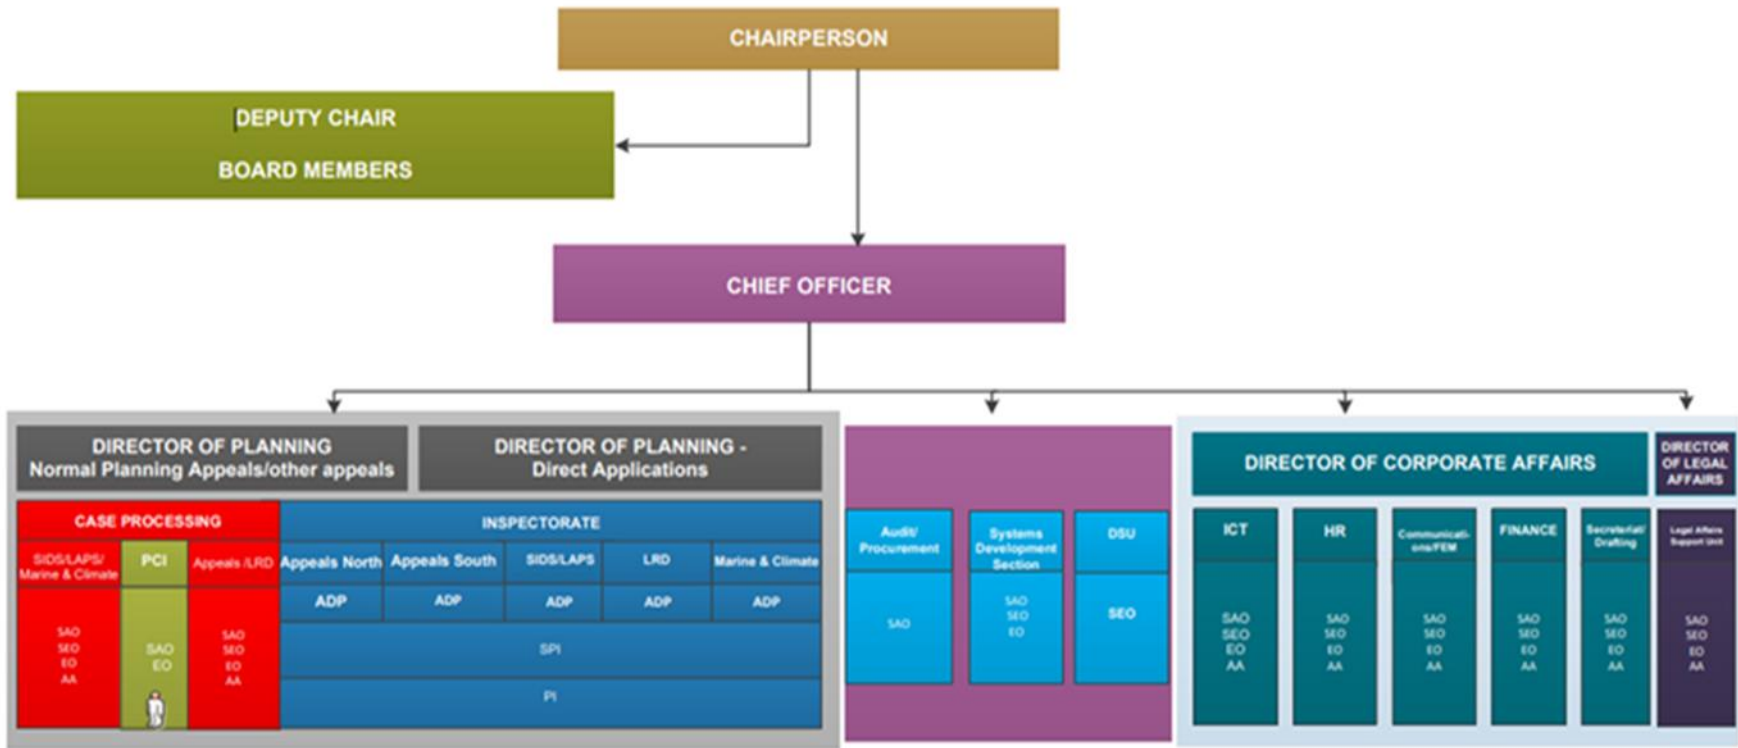 CHAIRPERSON
DEPUTY CHAIR
BOARD MEMBERS
CHIEF OFFICER
DIRECTOR OF PLANNING
Normal Planning Appeals/other appeals
DIRECTOR OF PLANNING -
Direct Applications
CASE PROCESSING
SIDS/LAPS/
Marine & Climate
SAO
SEO
EO
AA
PCI
SAO
EO
Appeals /LRD
SAO
SEO
EO
AA
INSPECTORATE
Appeals North
Appeals South
SIDS/LAPS
LRD
Marine & Climate
ADP
ADP
ADP
ADP
ADP
SPI
PI
Audit/
Procurement
SAO
Systems
Development
Section
SAO
SEO
EO
DSU
SEO
DIRECTOR OF CORPORATE AFFAIRS
ICT
SAO
SEO
EO
AA
HR
SAO
SEO
EO
AA
Communicati-
ons/FEM
SAO
SEO
EO
AA
FINANCE
SAO
SEO
EO
AA
Secreteriat/
Drafting
SAO
SEO
EO
AA
DIRECTOR
OF LEGAL
AFFAIRS
Legal Affairs
Support Unit
SAO
SEO
EO
AA